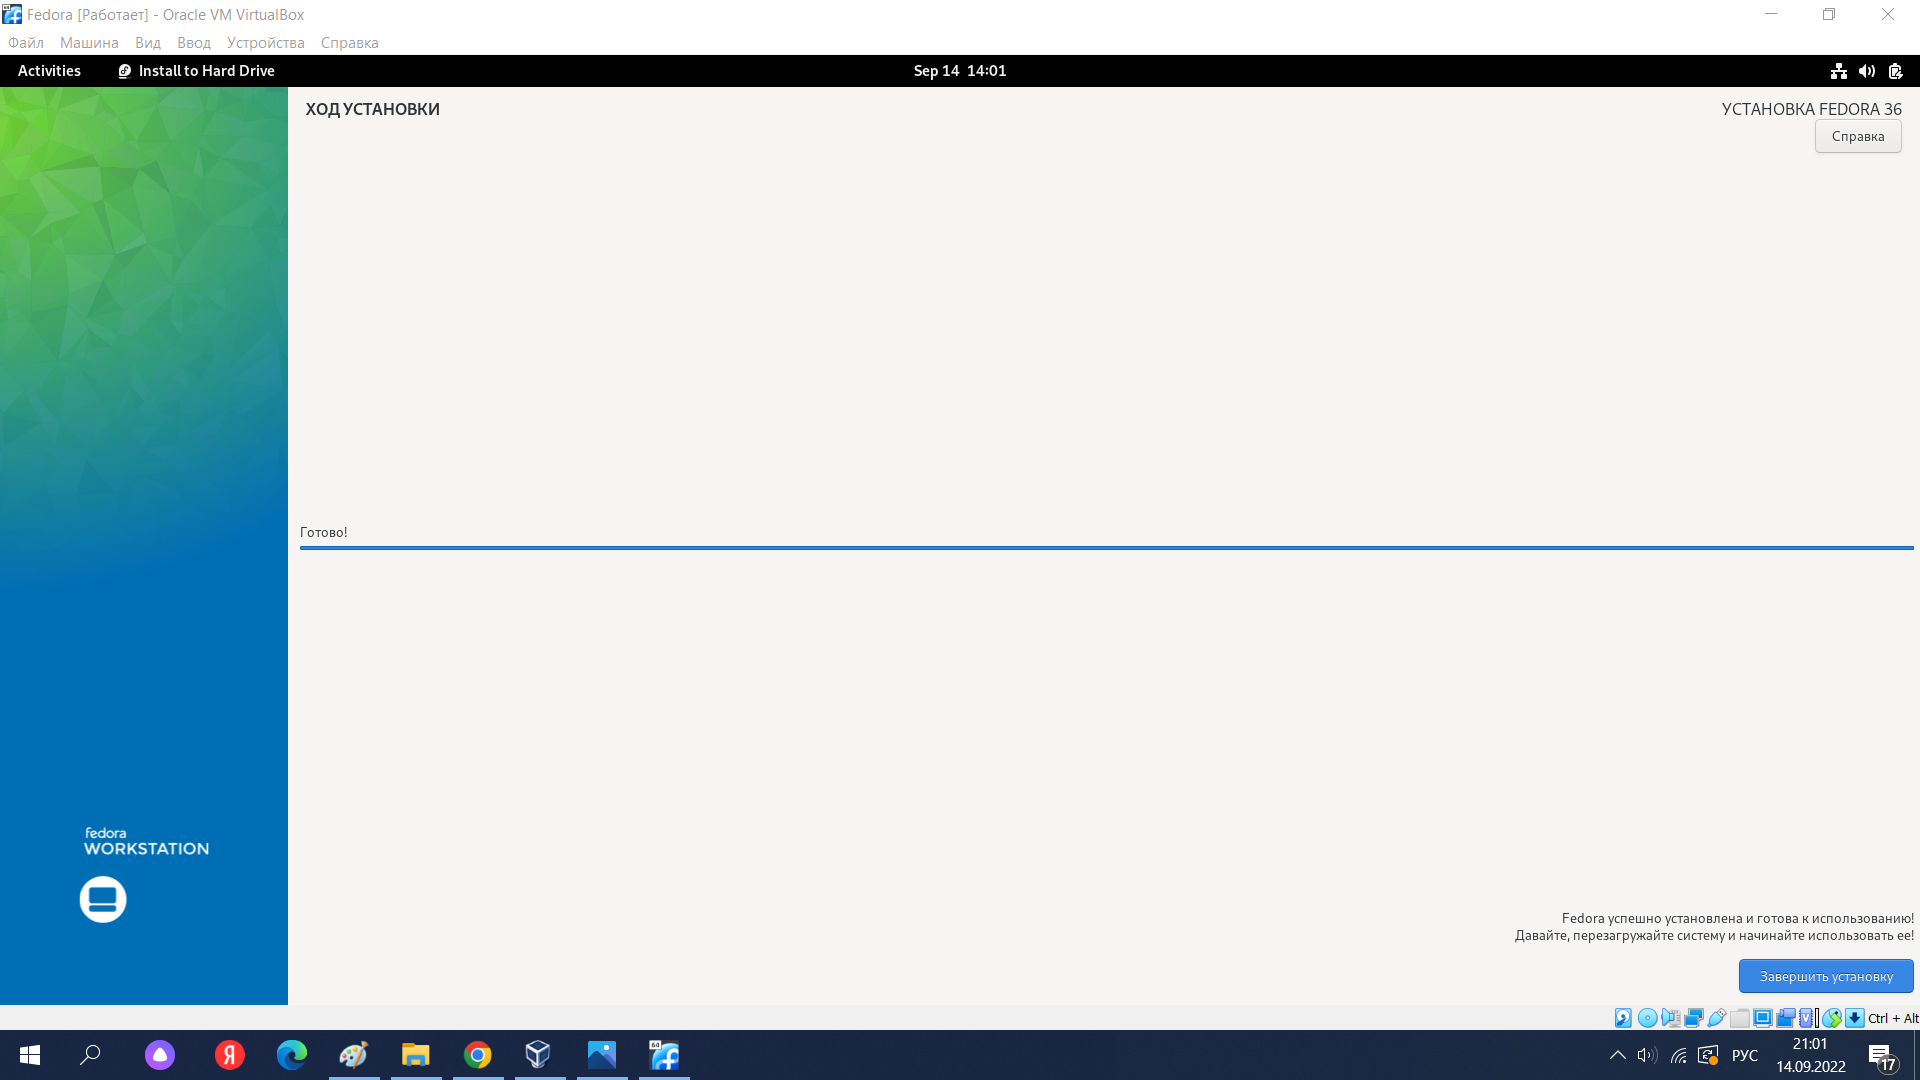 Fedora [Работает] - Oracle VM VirtualBox
Файл Машина Вид Ввод Устройства Справка
Activities Install to Hard Drive Sep 14 14:01
ХОД УСТАНОВКИ УСТАНОВКА FEDORA 36
Справка
Готово!
fedora
WORKSTATION
Fedora успешно установлена и готова к использованию!
Давайте, перезагружайте систему и начинайте использовать ее!
Завершить установку
Ctrl + Alt
Я
64
РУС
21:01
14.09.2022
17